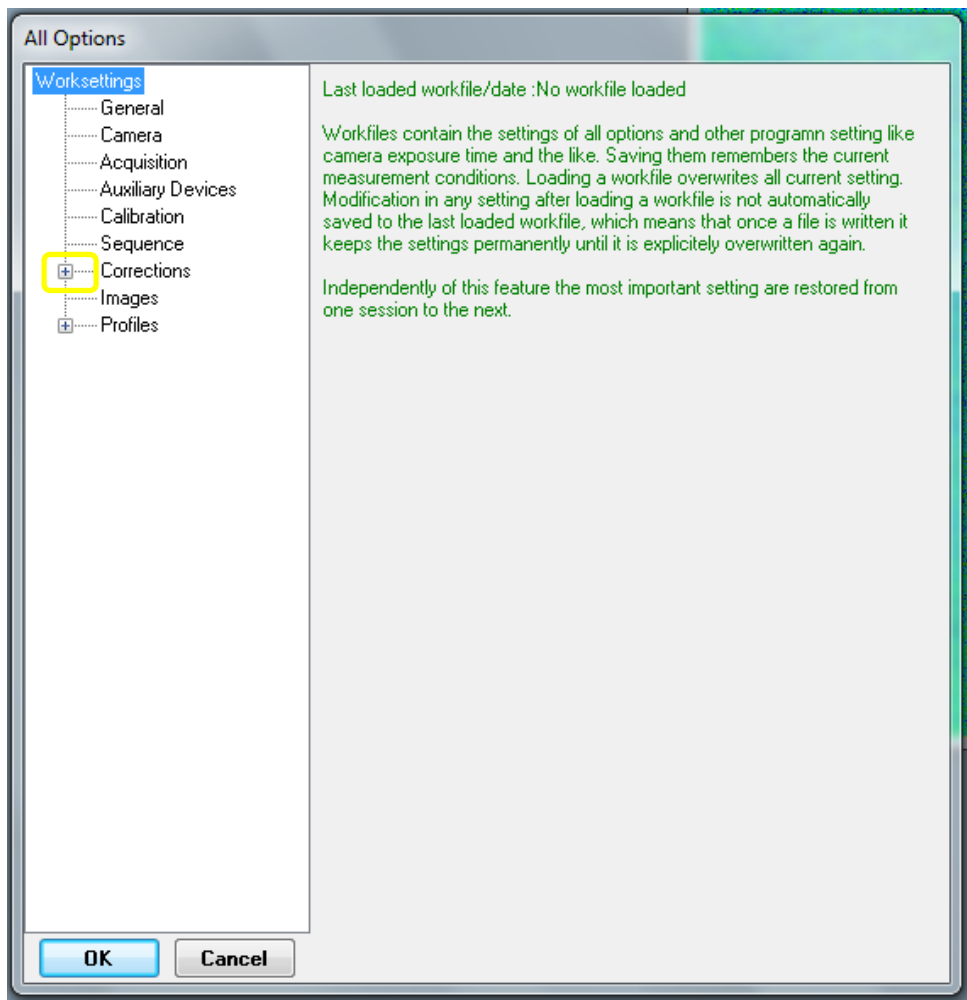 All Options
Worksettings
General
Camera
Acquisition
Auxiliary Devices
Calibration
Sequence
Corrections
Images
Profiles
Last loaded workfile/date :No workfile loaded
Workfiles contain the settings of all options and other programn setting like
camera exposure time and the like. Saving them remembers the current
measurement conditions. Loading a workfile overwrites all current setting.
Modification in any setting after loading a workfile is not automatically
saved to the last loaded workfile, which means that once a file is written it
keeps the settings permanently until it is explicitely overwritten again.
Independently of this feature the most important setting are restored from
one session to the next.
OK
Cancel